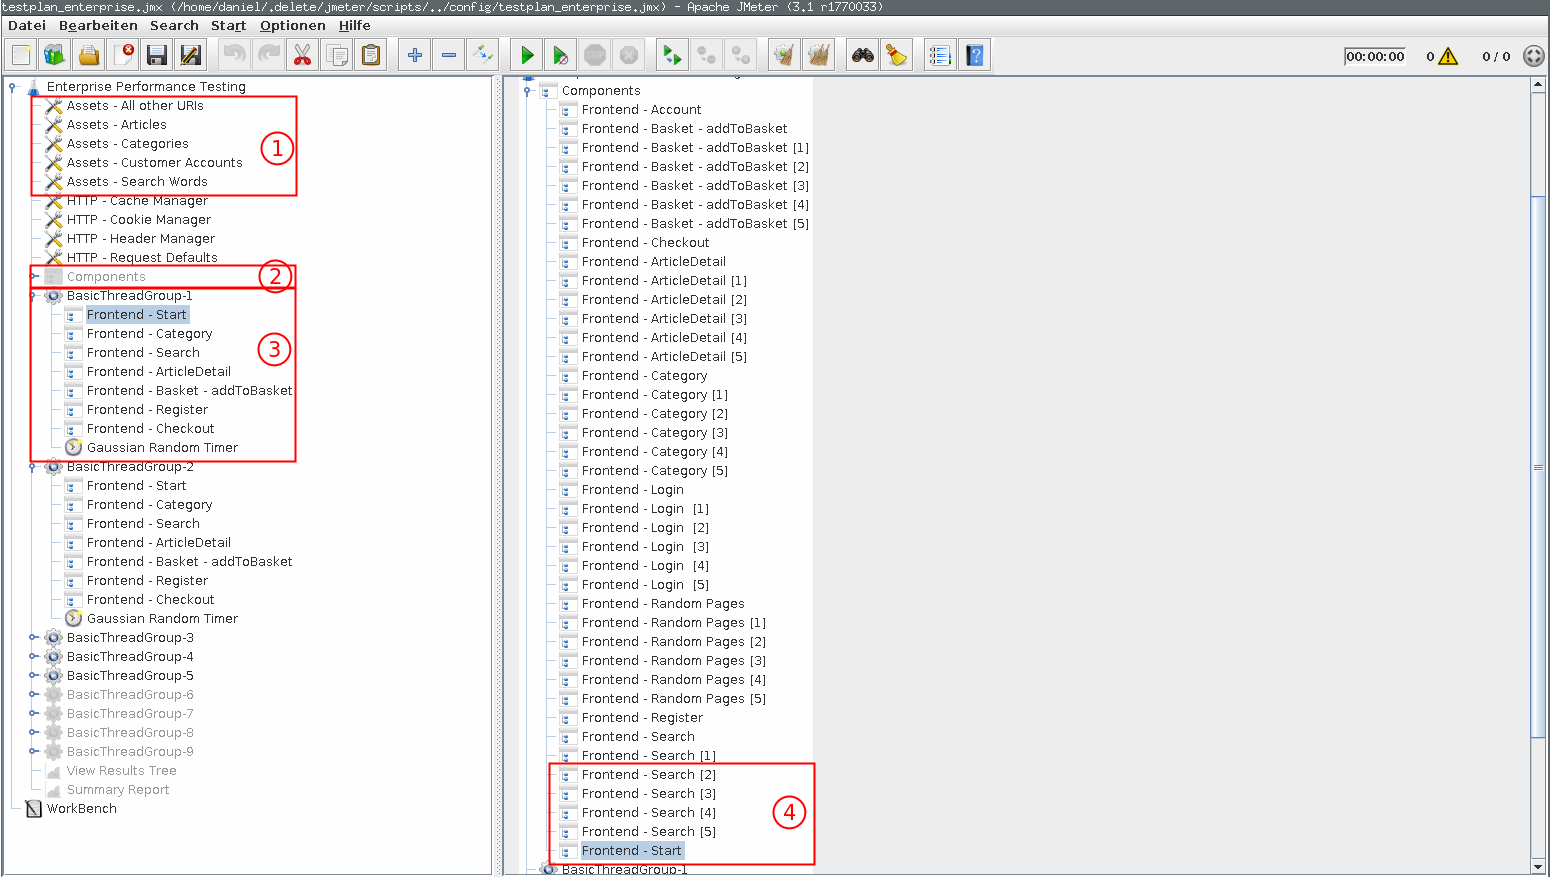 testplan_enterprise.jmx (/home/daniel/.delete/jmeter/scripts/../config/testplan_enterprise.jmx) - Apache JMeter (3.1 r1770033)
Datei Bearbeiten Search Start Optionen Hilfe
STOP
00:00:00 0 0 / 0
Enterprise Performance Testing
Assets - All other URIs
Assets - Articles
Assets - Categories
1
Assets - Customer Accounts
Assets - Search Words
HTTP - Cache Manager
HTTP - Cookie Manager
HTTP - Header Manager
HTTP - Request Defaults
Components
2
BasicThreadGroup-1
Frontend - Start
Frontend - Category
Frontend - Search
3
Frontend - ArticleDetail
Frontend - Basket - addToBasket
Frontend - Register
Frontend - Checkout
Gaussian Random Timer
BasicThreadGroup-2
Frontend - Start
Frontend - Category
Frontend - Search
Frontend - ArticleDetail
Frontend - Basket - addToBasket
Frontend - Register
Frontend - Checkout
Gaussian Random Timer
BasicThreadGroup-3
BasicThreadGroup-4
BasicThreadGroup-5
BasicThreadGroup-6
BasicThreadGroup-7
BasicThreadGroup-8
BasicThreadGroup-9
View Results Tree
Summary Report
WorkBench
Components
Frontend - Account
Frontend - Basket - addToBasket
Frontend - Basket - addToBasket [1]
Frontend - Basket - addToBasket [2]
Frontend - Basket - addToBasket [3]
Frontend - Basket - addToBasket [4]
Frontend - Basket - addToBasket [5]
Frontend - Checkout
Frontend - ArticleDetail
Frontend - ArticleDetail [1]
Frontend - ArticleDetail [2]
Frontend - ArticleDetail [3]
Frontend - ArticleDetail [4]
Frontend - ArticleDetail [5]
Frontend - Category
Frontend - Category [1]
Frontend - Category [2]
Frontend - Category [3]
Frontend - Category [4]
Frontend - Category [5]
Frontend - Login
Frontend - Login [1]
Frontend - Login [2]
Frontend - Login [3]
Frontend - Login [4]
Frontend - Login [5]
Frontend - Random Pages
Frontend - Random Pages [1]
Frontend - Random Pages [2]
Frontend - Random Pages [3]
Frontend - Random Pages [4]
Frontend - Random Pages [5]
Frontend - Register
Frontend - Search
Frontend - Search [1]
Frontend - Search [2]
Frontend - Search [3]
Frontend - Search [4]
4
Frontend - Search [5]
Frontend - Start
BasicThreadGroup-1